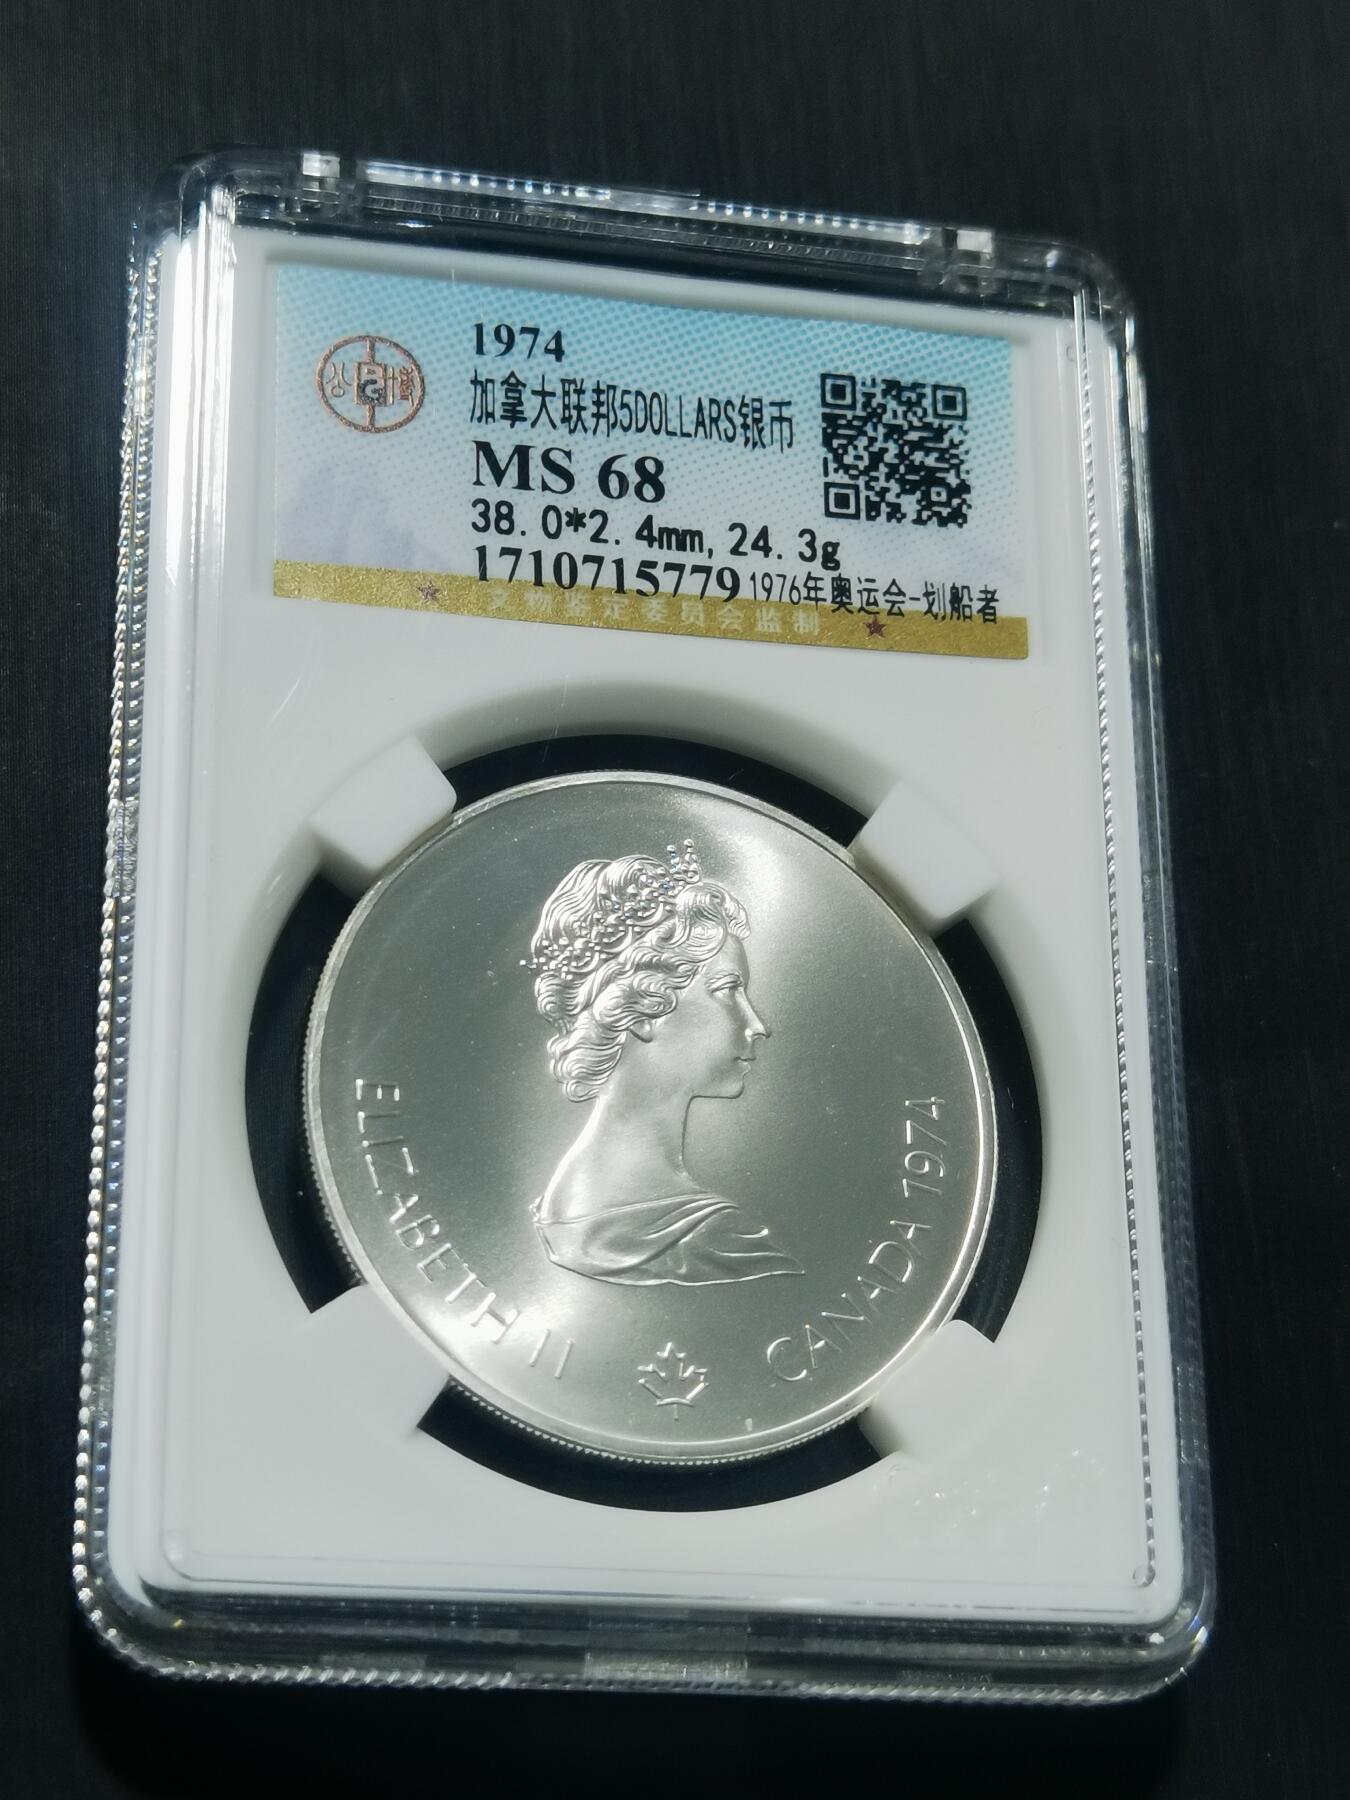 公博
1974
加拿大联邦5DOLLARS银币
MS 68
38.0*2.4mm,24.3g
1710715779 1976年奥运会-划船者
文物鉴定委员会监制
ELIZABETH II
CANADA 1974